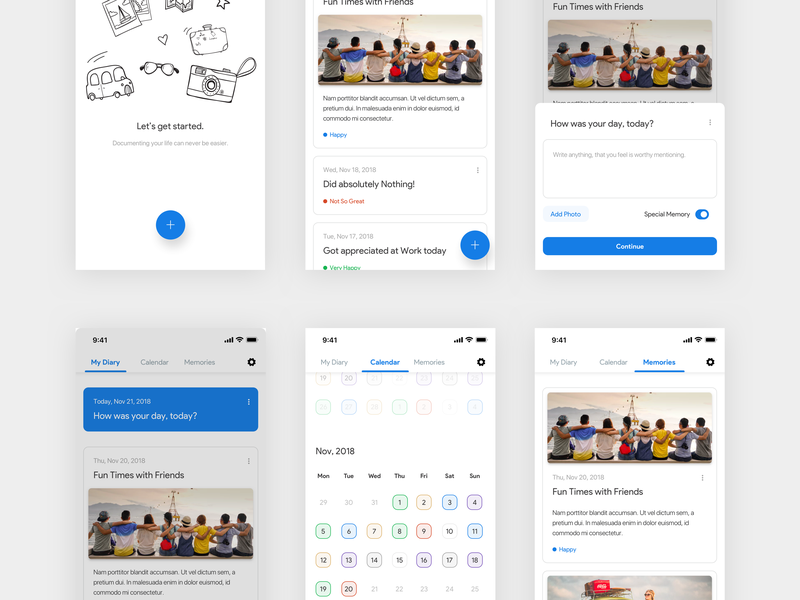 Let's get started.
Documenting your life can never be easier.
Fun Times with Friends
Nam porttitor blandit accumsan. Ut vel dictum sem, a
pretium dui. In malesuada enim in dolor euismod, id
commodo mi consectetur.
Happy
Wed, Nov 18, 2018
Did absolutely Nothing!
Not So Great
Tue, Nov 17, 2018
Got appreciated at Work today
Very Happy
Fun Times with Friends
How was your day, today?
Write anything, that you feel is worthy mentioning.
Add Photo
Special Memory
Continue
9:41
My Diary Calendar Memories
Today, Nov 21, 2018
How was your day, today?
Thu, Nov 20, 2018
Fun Times with Friends
Nam porttitor blandit accumsan. Ut vel dictum sem, a
pretium dui. In malesuada enim in dolor euismod, id
commodo mi consectetur.
9:41
My Diary Calendar Memories
19 20 21 22 23 24 25
26 27 28 1 2 3 4
Nov, 2018
Mon Tue Wed Thu Fri Sat Sun
29 30 31 1 2 3 4
5 6 7 8 9 10 11
12 13 14 15 16 17 18
19 20 21 22 23 24 25
9:41
My Diary Calendar Memories
Thu, Nov 20, 2018
Fun Times with Friends
Nam porttitor blandit accumsan. Ut vel dictum sem, a
pretium dui. In malesuada enim in dolor euismod, id
commodo mi consectetur.
Happy